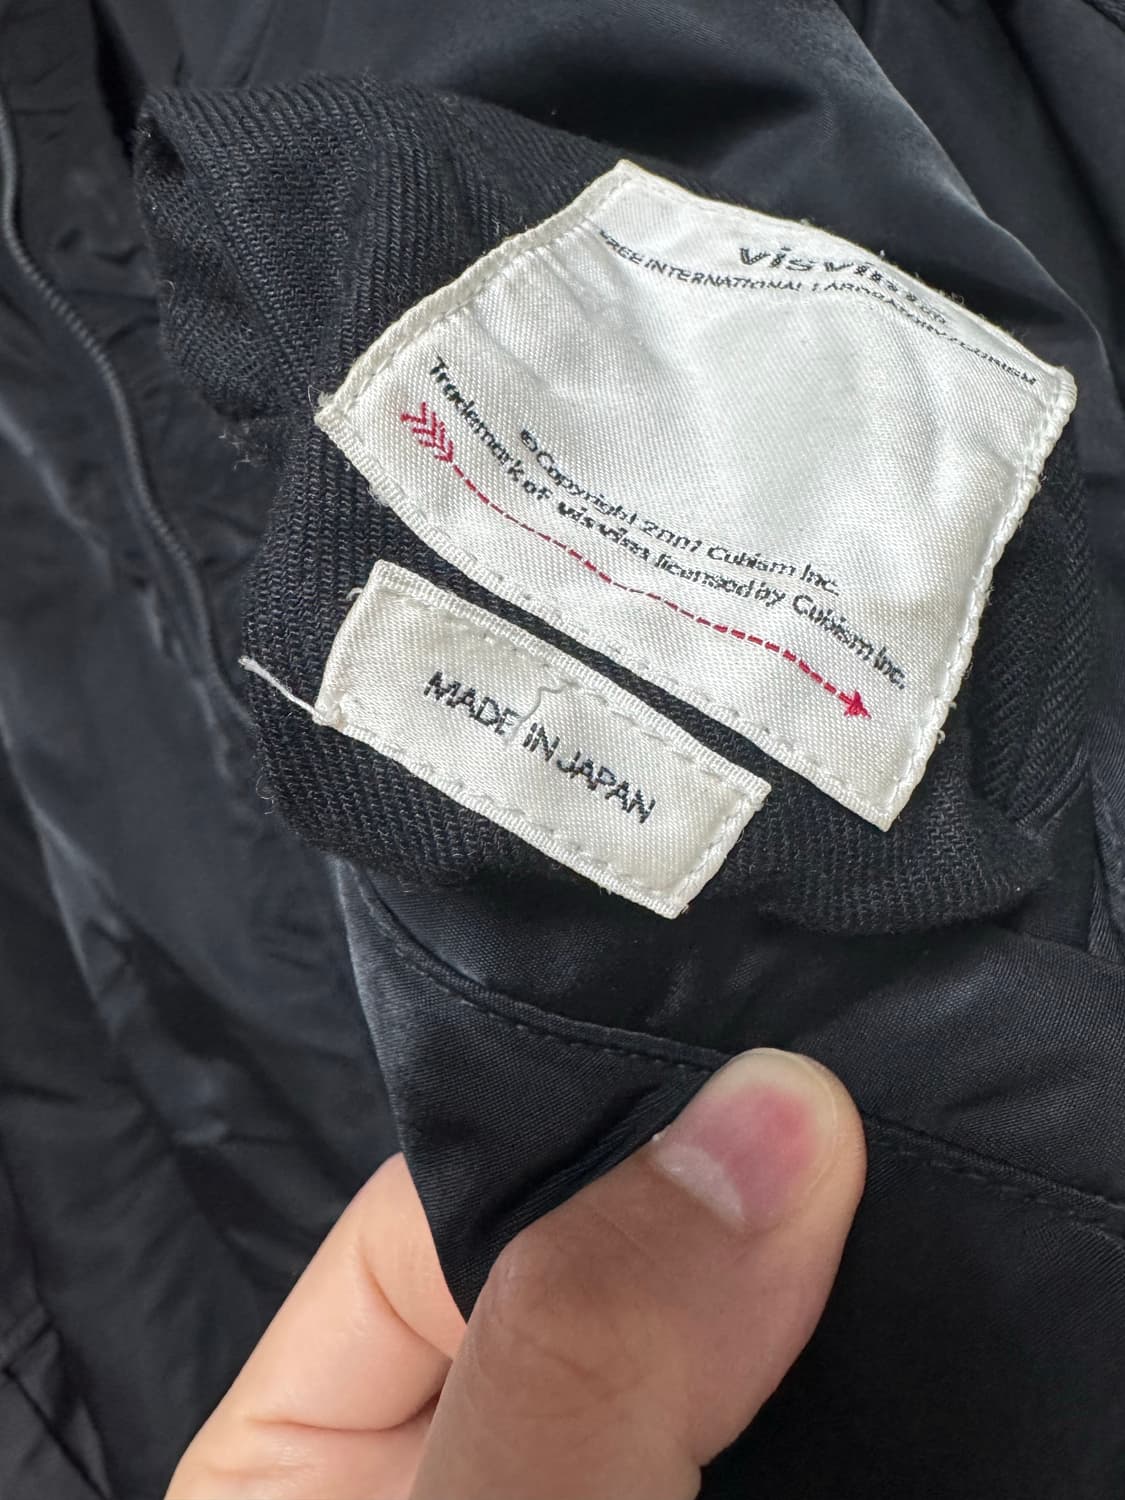 visvim
FREE INTERNATIONAL LABORATORY/CUBISM
© Copyright 2001 Cubism Inc.
Trademark of visvim licensed by Cubism Inc.
MADE IN JAPAN